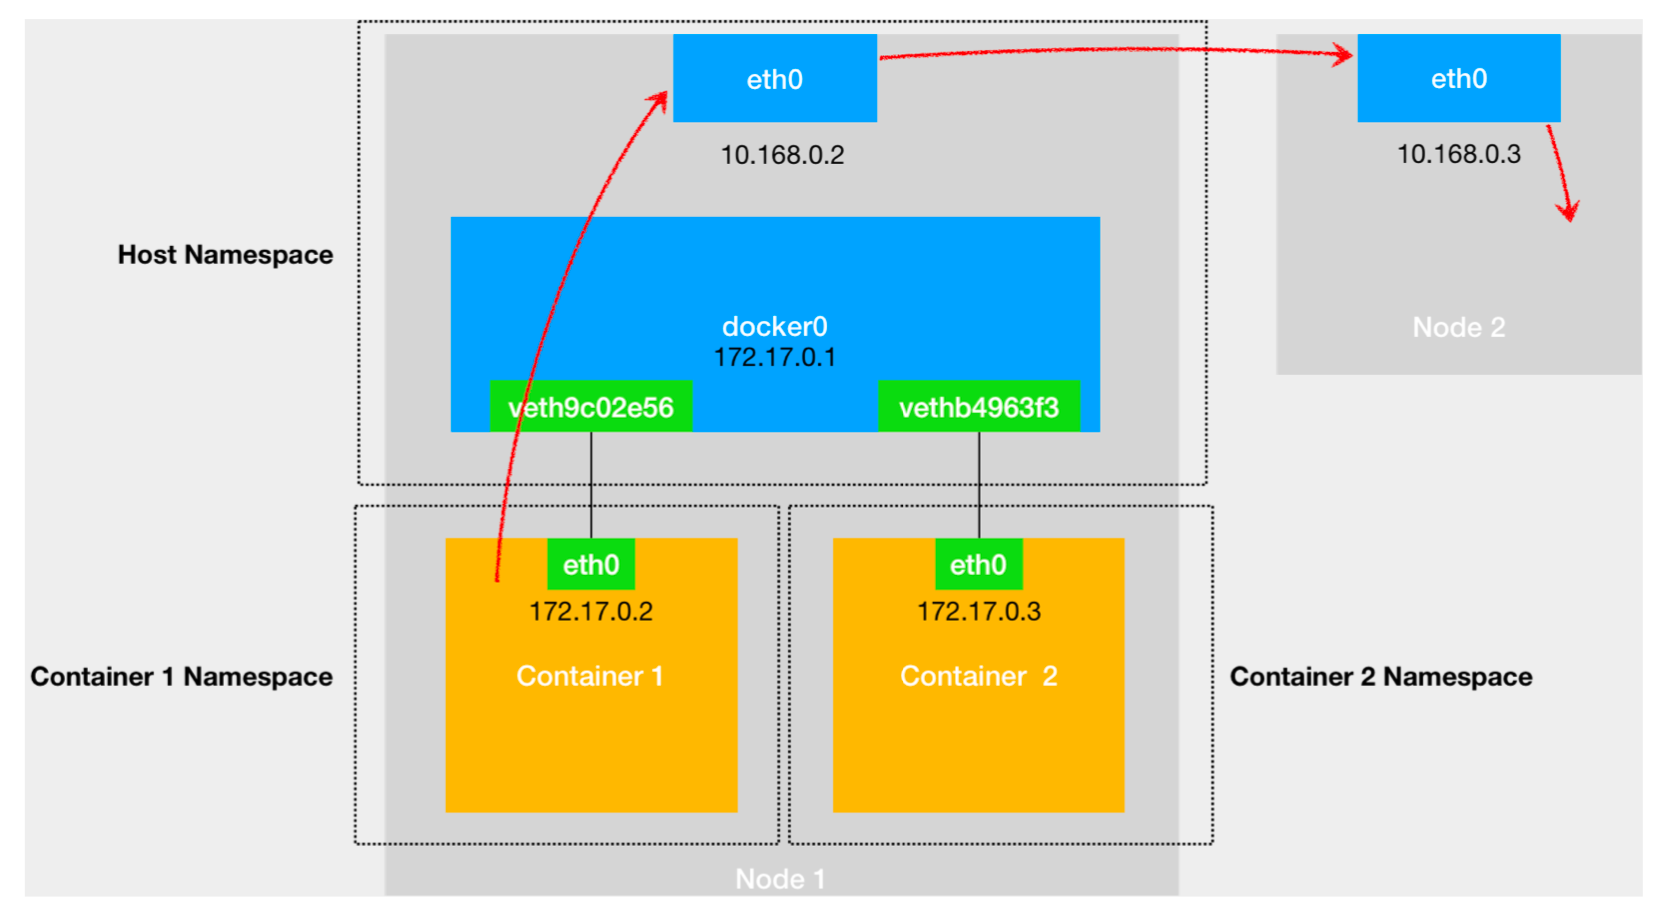 eth0
eth0
10.168.0.2
10.168.0.3
Host Namespace
docker0
172.17.0.1
Node 2
veth9c02e56
vethb4963f3
eth0
eth0
172.17.0.2
172.17.0.3
Container 1 Namespace
Container 1
Container 2
Container 2 Namespace
Node 1